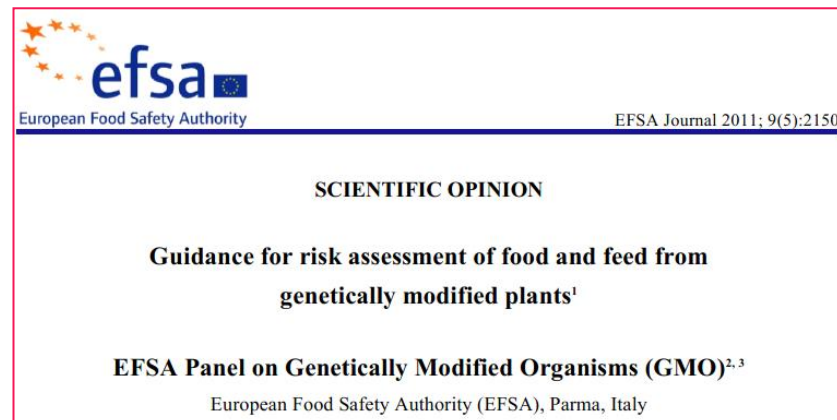 efsa
European Food Safety Authority
EFSA Journal 2011; 9(5):2150
SCIENTIFIC OPINION
Guidance for risk assessment of food and feed from
genetically modified plants¹
EFSA Panel on Genetically Modified Organisms (GMO)²,³
European Food Safety Authority (EFSA), Parma, Italy